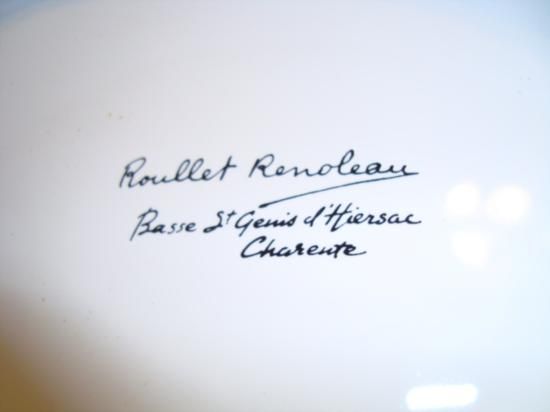 Roullet Renoleau
Basse St Genis d'Hiersac
Charente